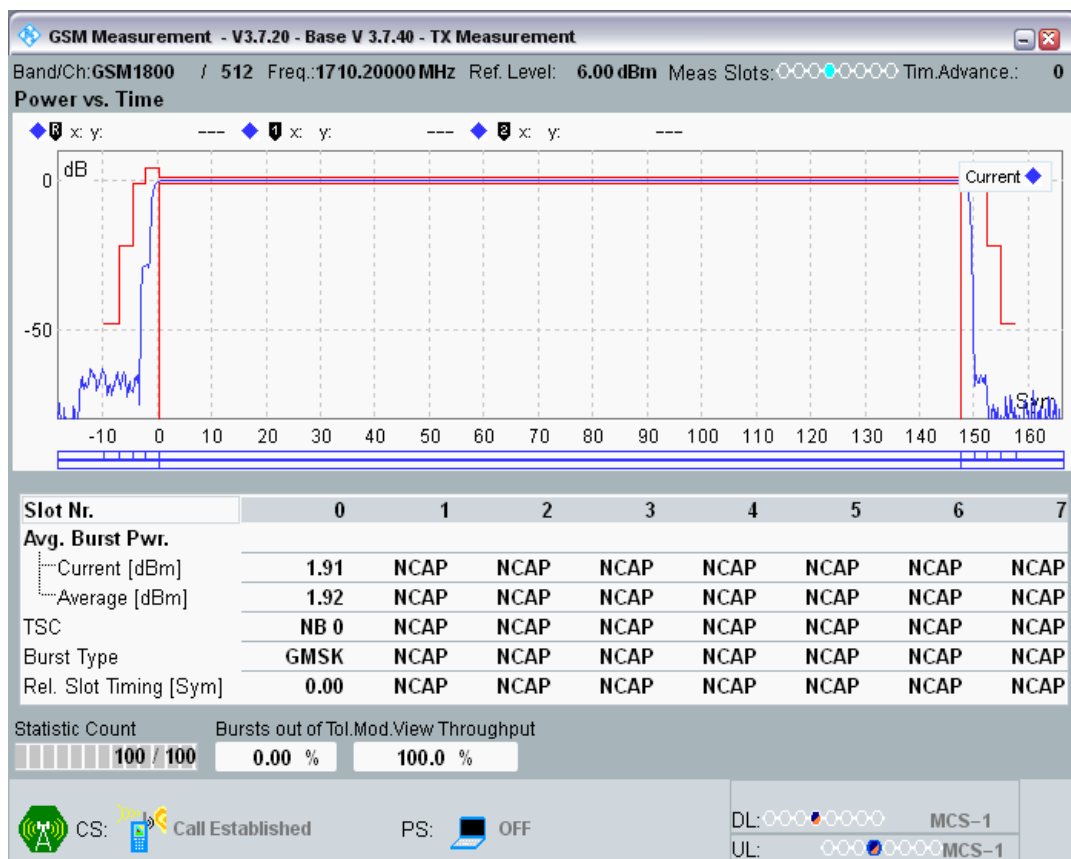 GSM Measurement - V3.7.20 - Base V 3.7.40 - TX Measurement
Band/Ch:GSM1800 / 512 Freq.:1710.20000 MHz Ref. Level: 6.00 dBm Meas Slots: Tim.Advance.: 0
Power vs. Time
R x: y: --- 1 x: y: --- 2 x: y: ---
dB
Current
0
-50
Sym
-10 0 10 20 30 40 50 60 70 80 90 100 110 120 130 140 150 160
Slot Nr. 0 1 2 3 4 5 6 7
Avg. Burst Pwr.
Current [dBm] 1.91 NCAP NCAP NCAP NCAP NCAP NCAP NCAP
Average [dBm] 1.92 NCAP NCAP NCAP NCAP NCAP NCAP NCAP
TSC NB 0 NCAP NCAP NCAP NCAP NCAP NCAP NCAP
Burst Type GMSK NCAP NCAP NCAP NCAP NCAP NCAP NCAP
Rel. Slot Timing [Sym] 0.00 NCAP NCAP NCAP NCAP NCAP NCAP NCAP
Statistic Count Bursts out of Tol.Mod.View Throughput
100 / 100 0.00 % 100.0 %
CS: Call Established PS: OFF
DL: MCS-1
UL: MCS-1